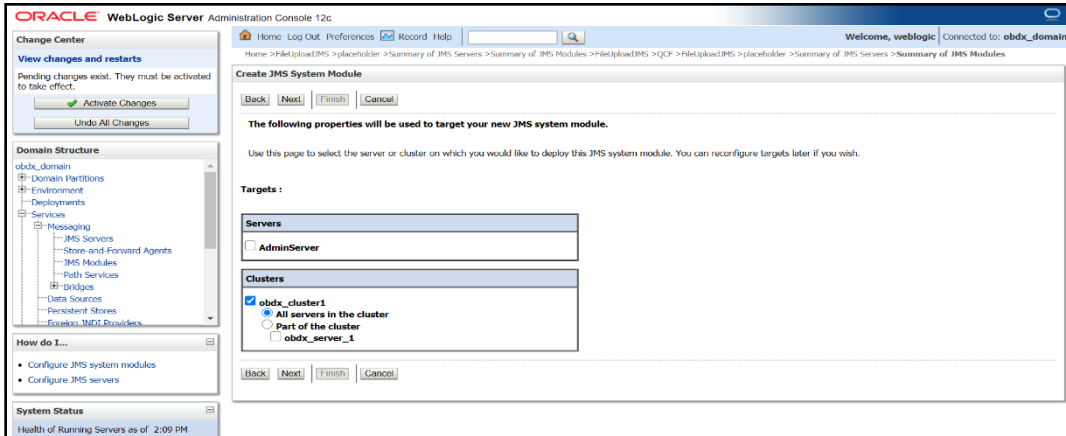 ORACLE WebLogic Server Administration Console 12c
Change Center
View changes and restarts
Pending changes exist. They must be activated
to take effect.
Activate Changes
Undo All Changes
Domain Structure
obdx_domain
Domain Partitions
Environment
Deployments
Services
Messaging
JMS Servers
Store-and-Forward Agents
JMS Modules
Path Services
Bridges
Data Sources
Persistent Stores
Foreign JNDI Providers
How do I...
Configure JMS system modules
Configure JMS servers
System Status
Health of Running Servers as of 2:09 PM
Home Log Out Preferences Record Help
Welcome, weblogic Connected to: obdx_domain
Home >FileUploadJMS >placeholder >Summary of JMS Servers >Summary of JMS Modules >FileUploadJMS >QCF >FileUploadJMS >placeholder >Summary of JMS Servers >Summary of JMS Modules
Create JMS System Module
Back Next Finish Cancel
The following properties will be used to target your new JMS system module.
Use this page to select the server or cluster on which you would like to deploy this JMS system module. You can reconfigure targets later if you wish.
Targets :
Servers
AdminServer
Clusters
obdx_cluster1
All servers in the cluster
Part of the cluster
obdx_server_1
Back Next Finish Cancel